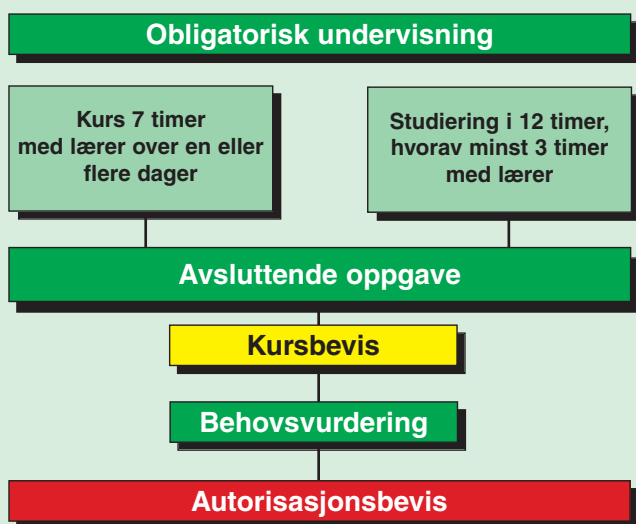 Obligatorisk undervisning
Kurs 7 timer
med lærer over en eller
flere dager
Studiering i 12 timer,
hvorav minst 3 timer
med lærer
Avsluttende oppgave
Kursbevis
Behovsvurdering
Autorisasjonsbevis